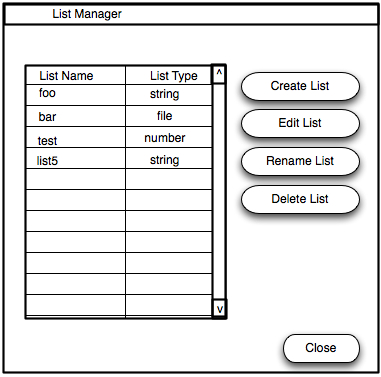 List Manager
List Name List Type ^
foo string
bar file
test number
list5 string
v
Create List
Edit List
Rename List
Delete List
Close